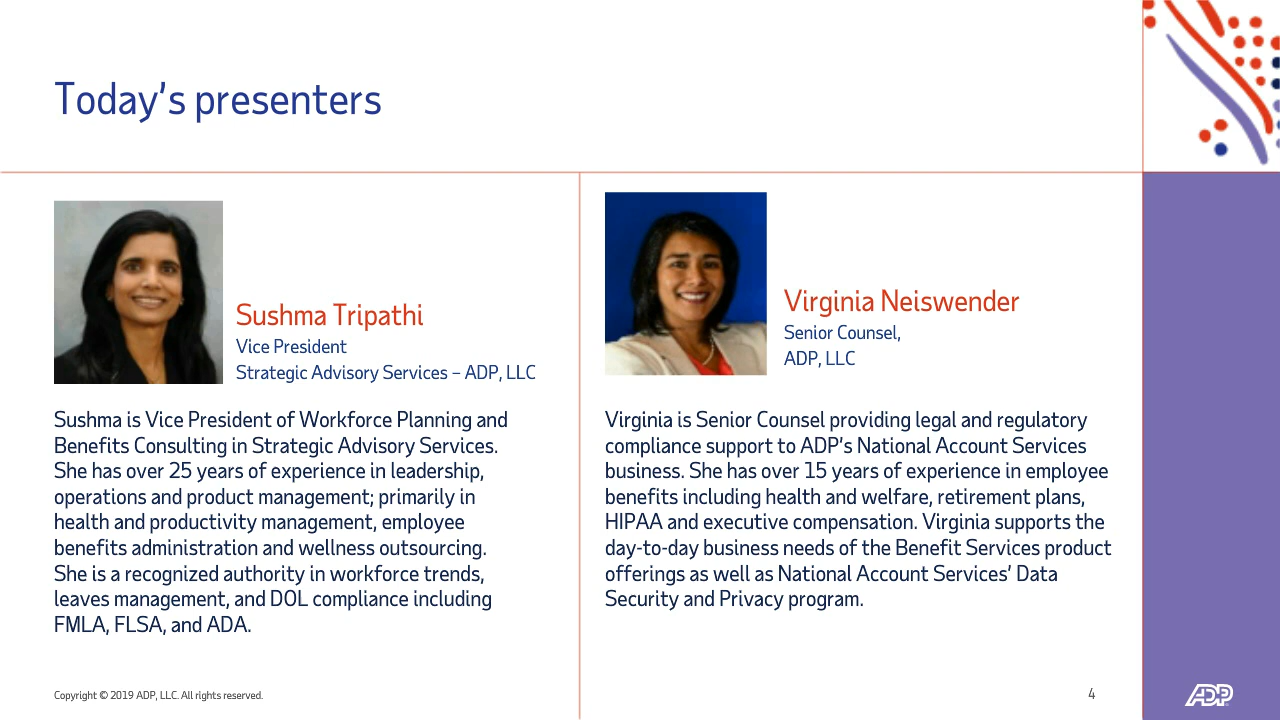 Today's presenters
Sushma Tripathi
Vice President
Strategic Advisory Services – ADP, LLC
Sushma is Vice President of Workforce Planning and
Benefits Consulting in Strategic Advisory Services.
She has over 25 years of experience in leadership,
operations and product management; primarily in
health and productivity management, employee
benefits administration and wellness outsourcing.
She is a recognized authority in workforce trends,
leaves management, and DOL compliance including
FMLA, FLSA, and ADA.
Virginia Neiswender
Senior Counsel,
ADP, LLC
Virginia is Senior Counsel providing legal and regulatory
compliance support to ADP's National Account Services
business. She has over 15 years of experience in employee
benefits including health and welfare, retirement plans,
HIPAA and executive compensation. Virginia supports the
day-to-day business needs of the Benefit Services product
offerings as well as National Account Services' Data
Security and Privacy program.
Copyright © 2019 ADP, LLC. All rights reserved.
4
ADP